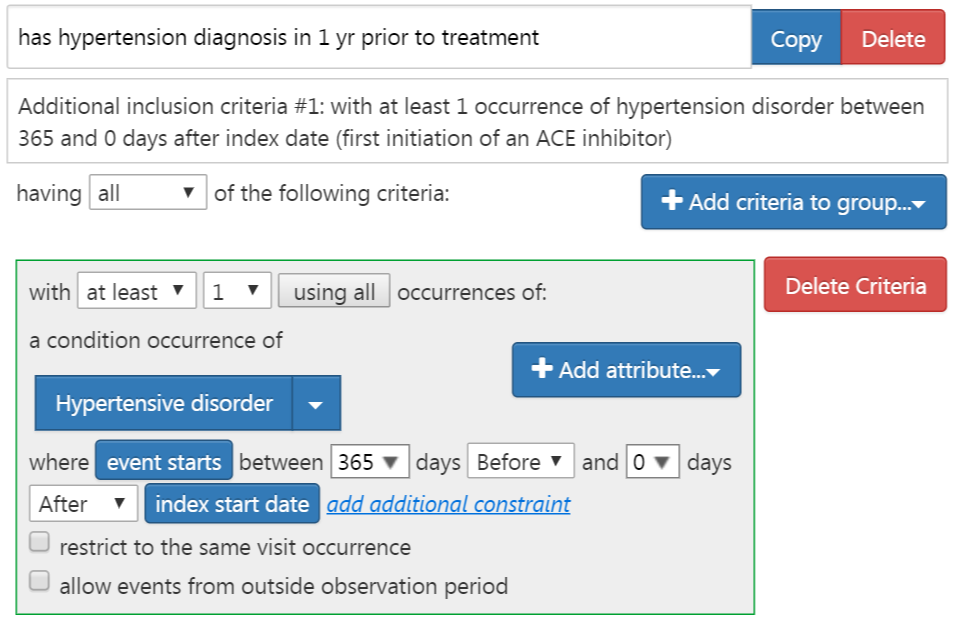 has hypertension diagnosis in 1 yr prior to treatment
Copy
Delete
Additional inclusion criteria #1: with at least 1 occurrence of hypertension disorder between
365 and 0 days after index date (first initiation of an ACE inhibitor)
having all ▼ of the following criteria:
+ Add criteria to group...
with at least ▼ 1 ▼ using all occurrences of:
Delete Criteria
a condition occurrence of
+ Add attribute...
Hypertensive disorder
where event starts between 365 ▼ days Before ▼ and 0 ▼ days
After ▼ index start date add additional constraint
restrict to the same visit occurrence
allow events from outside observation period